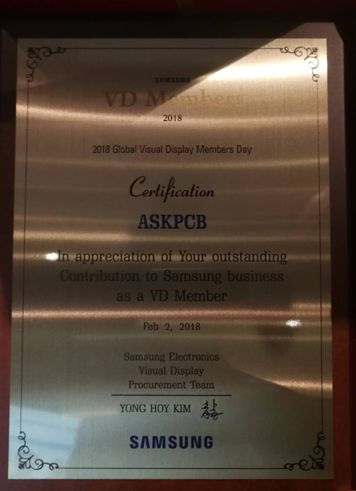 SAMSUNG
VD Members
2018
2018 Global Visual Display Members Day
Certification
ASKPCB
In appreciation of Your outstanding
Contribution to Samsung business
as a VD Member
Feb 2, 2018
Samsung Electronics
Visual Display
Procurement Team
YONG HOY KIM
SAMSUNG